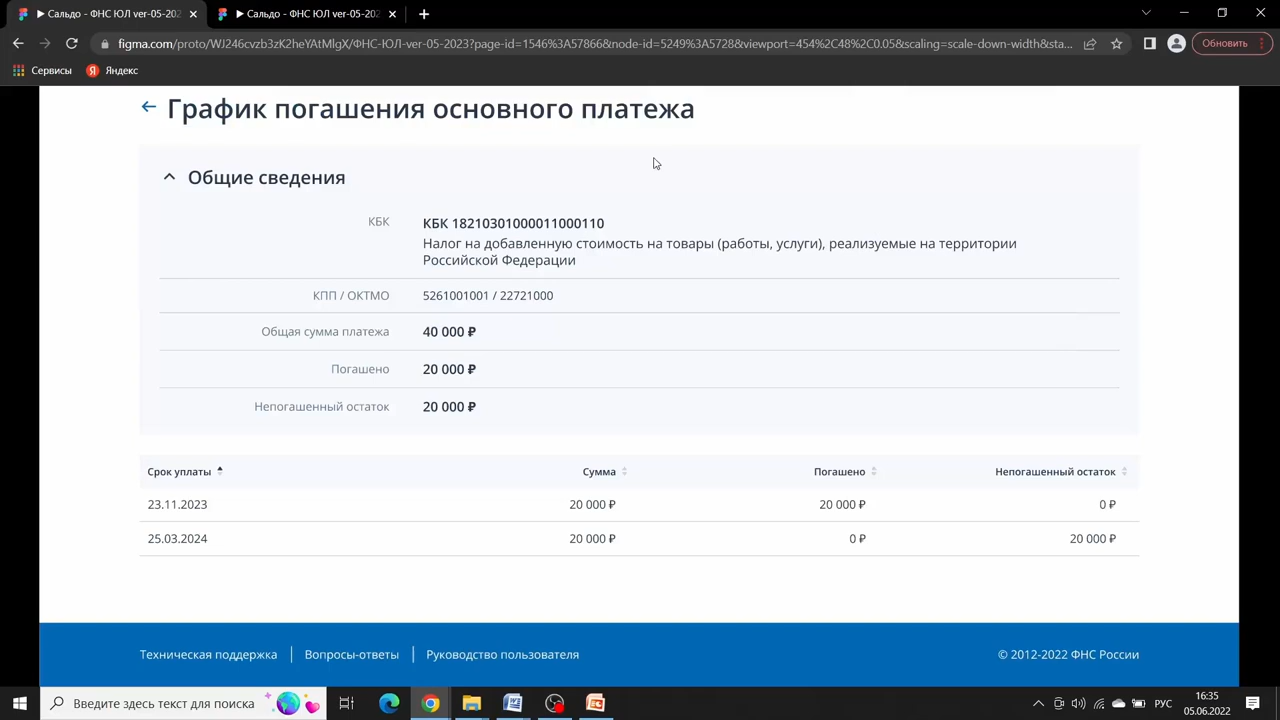 ▶ Сальдо - ФНС ЮЛ ver-05-202
▶ Сальдо - ФНС ЮЛ ver-05-202
figma.com/proto/WJ246cvzb3zK2heYAtMlgX/ФНС-ЮЛ-ver-05-2023?page-id=1546%3A57866&node-id=5249%3A5728&viewport=454%2C48%2C0.05&scaling=scale-down-width&sta...
Обновить
Сервисы
Яндекс
График погашения основного платежа
Общие сведения
КБК КБК 18210301000011000110
Налог на добавленную стоимость на товары (работы, услуги), реализуемые на территории
Российской Федерации
КПП / ОКТМО 5261001001 / 22721000
Общая сумма платежа 40 000 ₽
Погашено 20 000 ₽
Непогашенный остаток 20 000 ₽
Срок уплаты Сумма Погашено Непогашенный остаток
23.11.2023 20 000 ₽ 20 000 ₽ 0 ₽
25.03.2024 20 000 ₽ 0 ₽ 20 000 ₽
Техническая поддержка Вопросы-ответы Руководство пользователя © 2012-2022 ФНС России
Введите здесь текст для поиска
РУС
16:35
05.06.2022